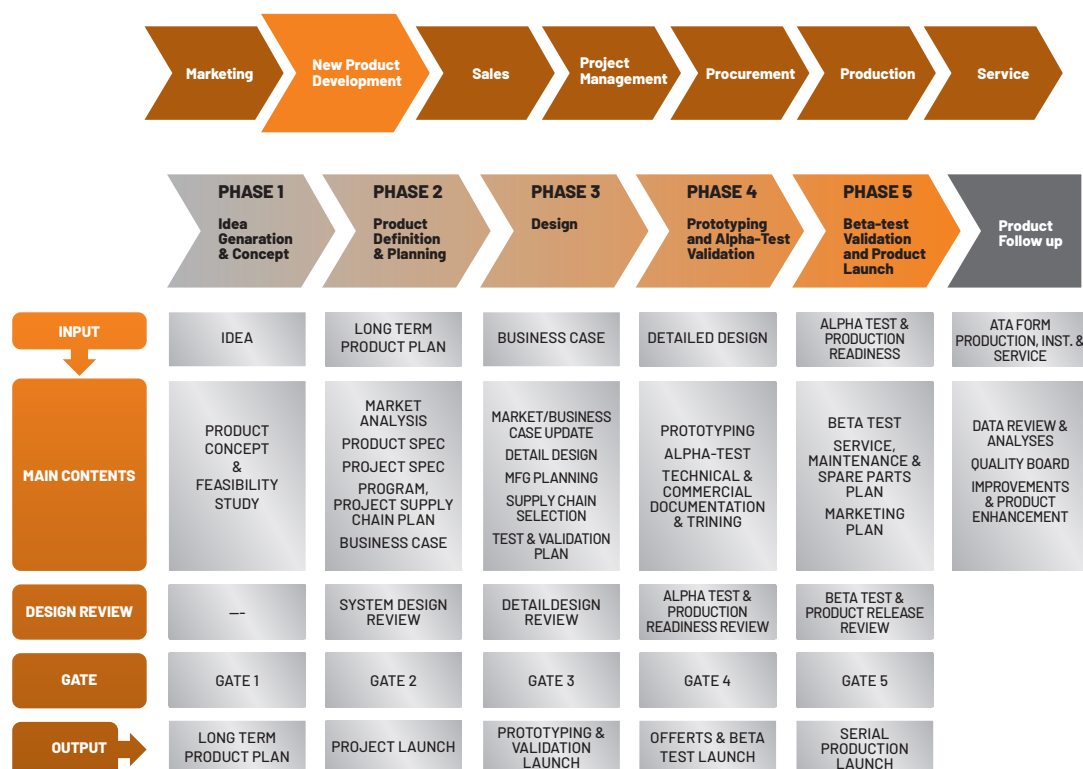 Marketing
New Product
Development
Sales
Project
Management
Procurement
Production
Service
PHASE 1
Idea
Genaration
& Concept
PHASE 2
Product
Definition
& Planning
PHASE 3
Design
PHASE 4
Prototyping
and Alpha-Test
Validation
PHASE 5
Beta-test
Validation
and Product
Launch
Product
Follow up
INPUT
IDEA
LONG TERM
PRODUCT PLAN
BUSINESS CASE
DETAILED DESIGN
ALPHA TEST &
PRODUCTION
READINESS
ATA FORM
PRODUCTION, INST. &
SERVICE
MAIN CONTENTS
PRODUCT
CONCEPT
&
FEASIBILITY
STUDY
MARKET
ANALYSIS
PRODUCT SPEC
PROJECT SPEC
PROGRAM,
PROJECT SUPPLY
CHAIN PLAN
BUSINESS CASE
MARKET/BUSINESS
CASE UPDATE
DETAIL DESIGN
MFG PLANNING
SUPPLY CHAIN
SELECTION
TEST & VALIDATION
PLAN
PROTOTYPING
ALPHA-TEST
TECHNICAL &
COMMERCIAL
DOCUMENTATION
& TRINING
BETA TEST
SERVICE,
MAINTENANCE &
SPARE PARTS
PLAN
MARKETING
PLAN
DATA REVIEW &
ANALYSES
QUALITY BOARD
IMPROVEMENTS
& PRODUCT
ENHANCEMENT
DESIGN REVIEW
---
SYSTEM DESIGN
REVIEW
DETAILDESIGN
REVIEW
ALPHA TEST &
PRODUCTION
READINESS REVIEW
BETA TEST &
PRODUCT RELEASE
REVIEW
GATE
GATE 1
GATE 2
GATE 3
GATE 4
GATE 5
OUTPUT
LONG TERM
PRODUCT PLAN
PROJECT LAUNCH
PROTOTYPING &
VALIDATION
LAUNCH
OFFERTS & BETA
TEST LAUNCH
SERIAL
PRODUCTION
LAUNCH